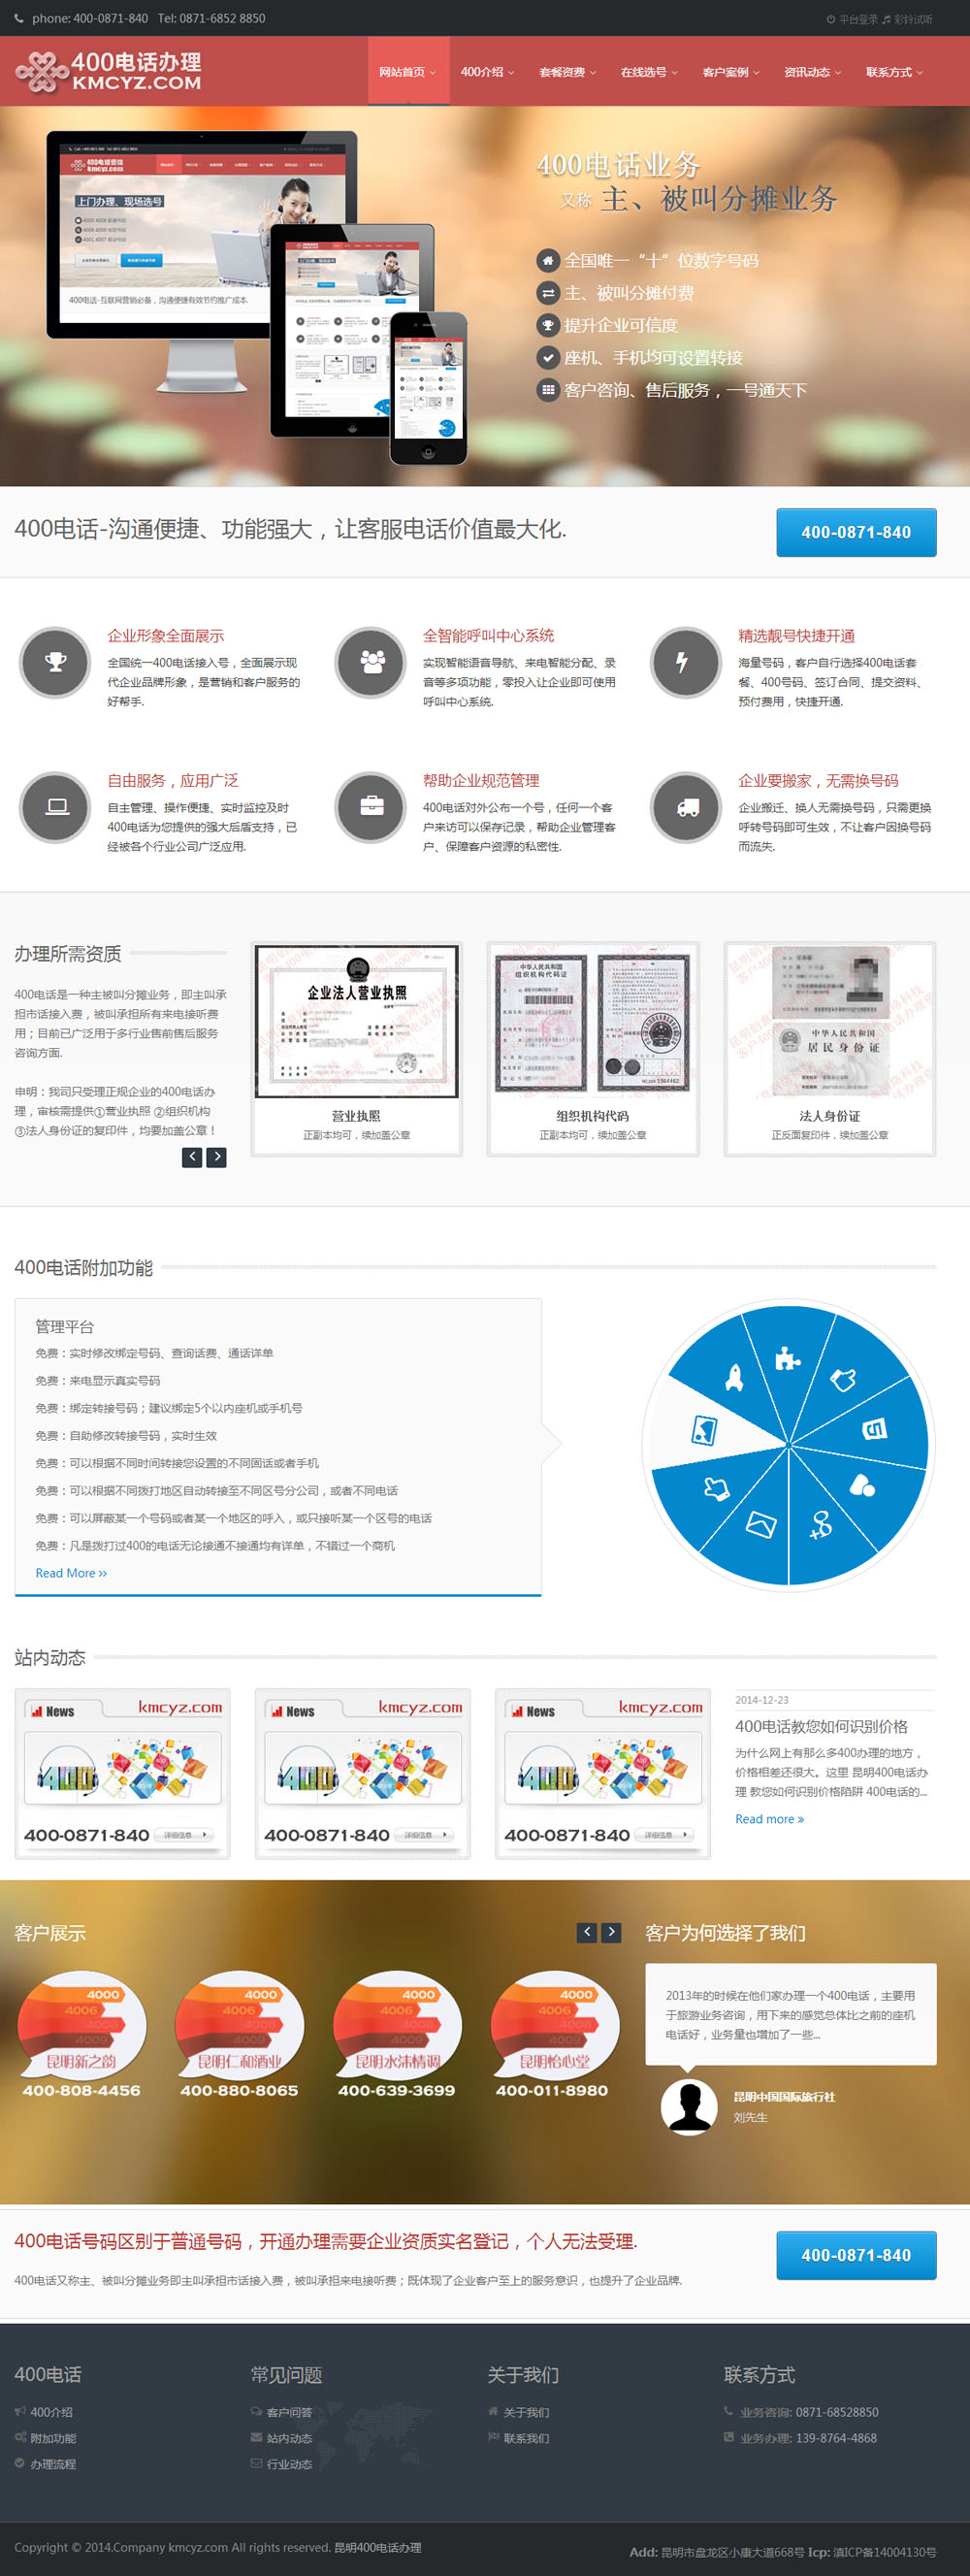 phone: 400-0871-840 Tel: 0871-6852 8850
平台登录 彩铃试听
400电话办理
KMCYZ.COM
网站首页 400介绍 套餐资费 在线选号 客户案例 资讯动态 联系方式
400电话业务
又称 主、被叫分摊业务
上门办理、现场选号
400电话-互联网营销必备，沟通便捷有效节约推广成本.
全国唯一“十”位数字号码
主、被叫分摊付费
提升企业可信度
座机、手机均可设置转接
客户咨询、售后服务，一号通天下
400电话-沟通便捷、功能强大，让客服电话价值最大化.
400-0871-840
企业形象全面展示
全国统一400电话接入号，全面展示现
代企业品牌形象，是营销和客户服务的
好帮手.
全智能呼叫中心系统
实现智能语音导航、来电智能分配、录
音等多项功能，零投入让企业即可使用
呼叫中心系统.
精选靓号快捷开通
海量号码，客户自行选择400电话套
餐、400号码、签订合同、提交资料、
预付费用，快捷开通.
自由服务，应用广泛
自主管理、操作便捷、实时监控及时
400电话为您提供的强大后盾支持，已
经被各个行业公司广泛应用.
帮助企业规范管理
400电话对外公布一个号，任何一个客
户来访可以保存记录，帮助企业管理客
户、保障客户资源的私密性.
企业要搬家，无需换号码
企业搬迁、换人无需换号码，只需更换
呼转号码即可生效，不让客户因换号码
而流失.
办理所需资质
400电话是一种主被叫分摊业务，即主叫承
担市话接入费，被叫承担所有来电接听费
用；目前已广泛用于多行业售前售后服务
咨询方面.
申明：我司只受理正规企业的400电话办
理，审核需提供①营业执照 ②组织机构
③法人身份证的复印件，均要加盖公章！
企业法人营业执照
营业执照
正副本均可，续加盖公章
中华人民共和国
组织机构代码证
组织机构代码
正副本均可，续加盖公章
中华人民共和国
居民身份证
法人身份证
正反面复印件，续加盖公章
400电话附加功能
管理平台
免费：实时修改绑定号码、查询话费、通话详单
免费：来电显示真实号码
免费：绑定转接号码；建议绑定5个以内座机或手机号
免费：自助修改转接号码，实时生效
免费：可以根据不同时间转接您设置的不同固话或者手机
免费：可以根据不同拨打地区自动转接至不同区号分公司，或者不同电话
免费：可以屏蔽某一个号码或者某一个地区的呼入，或只接听某一个区号的电话
免费：凡是拨打过400的电话无论接通不接通均有详单，不错过一个商机
Read More »
站内动态
News kmcyz.com
400-0871-840 详细信息
News kmcyz.com
400-0871-840 详细信息
News kmcyz.com
400-0871-840 详细信息
2014-12-23
400电话教您如何识别价格
为什么网上有那么多400办理的地方，
价格相差还很大。这里 昆明400电话办
理 教您如何识别价格陷阱 400电话的...
Read more »
客户展示
4000
4006
4008
4009
昆明新之韵
400-808-4456
4000
4006
4008
4009
昆明仁和酒业
400-880-8065
4000
4006
4008
4009
昆明水沫情调
400-639-3699
4000
4006
4008
4009
昆明怡心堂
400-011-8980
客户为何选择了我们
2013年的时候在他们家办理一个400电话，主要用
于旅游业务咨询，用下来的感觉总体比之前的座机
电话好，业务量也增加了一些...
昆明中国国际旅行社
刘先生
400电话号码区别于普通号码，开通办理需要企业资质实名登记，个人无法受理.
400电话又称主、被叫分摊业务即主叫承担市话接入费，被叫承担来电接听费；既体现了企业客户至上的服务意识，也提升了企业品牌.
400-0871-840
400电话
400介绍
附加功能
办理流程
常见问题
客户问答
站内动态
行业动态
关于我们
关于我们
联系我们
联系方式
业务咨询: 0871-68528850
业务办理: 139-8764-4868
Copyright © 2014.Company kmcyz.com All rights reserved. 昆明400电话办理
Add: 昆明市盘龙区小康大道668号 Icp: 滇ICP备14004130号